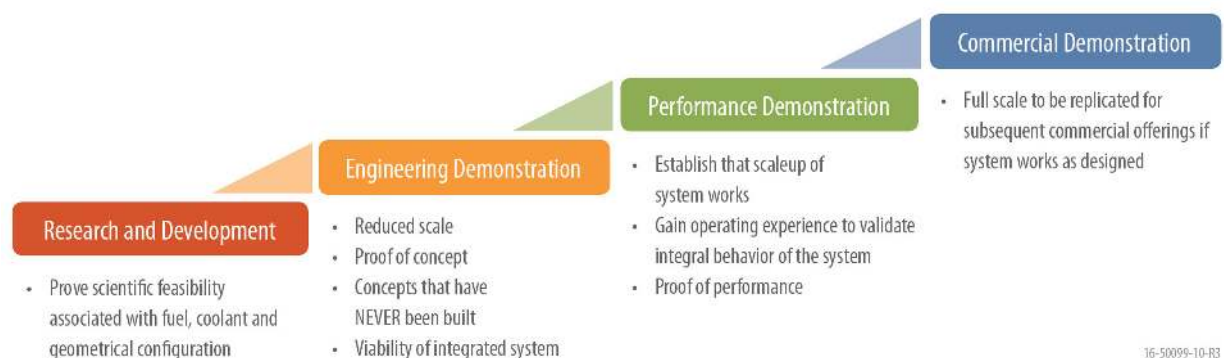 Research and Development
• Prove scientific feasibility
associated with fuel, coolant and
geometrical configuration
Engineering Demonstration
• Reduced scale
• Proof of concept
• Concepts that have
NEVER been built
• Viability of integrated system
Performance Demonstration
• Establish that scaleup of
system works
• Gain operating experience to validate
integral behavior of the system
• Proof of performance
Commercial Demonstration
• Full scale to be replicated for
subsequent commercial offerings if
system works as designed
16-50099-10-R3